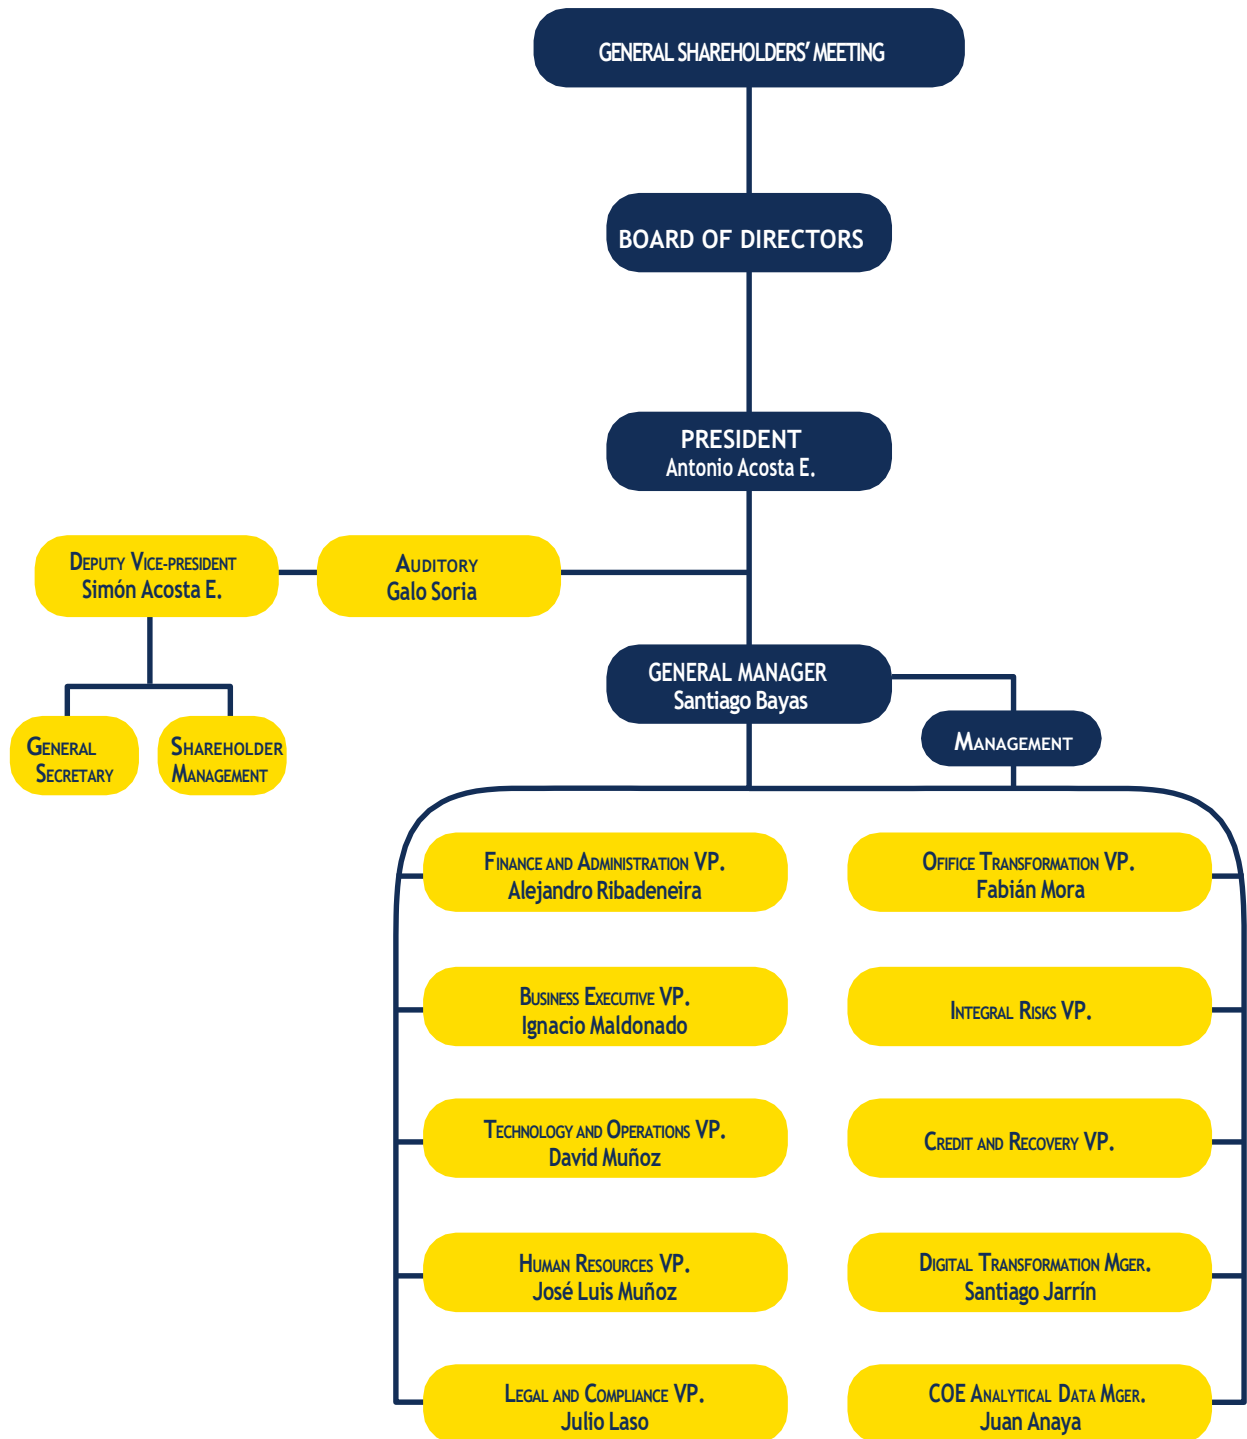 GENERAL SHAREHOLDERS’ MEETING
BOARD OF DIRECTORS
PRESIDENT
Antonio Acosta E.
DEPUTY VICE-PRESIDENT
Simón Acosta E.
AUDITORY
Galo Soria
GENERAL MANAGER
Santiago Bayas
MANAGEMENT
GENERAL
SECRETARY
SHAREHOLDER
MANAGEMENT
FINANCE AND ADMINISTRATION VP.
Alejandro Ribadeneira
OFIFICE TRANSFORMATION VP.
Fabián Mora
BUSINESS EXECUTIVE VP.
Ignacio Maldonado
INTEGRAL RISKS VP.
TECHNOLOGY AND OPERATIONS VP.
David Muñoz
CREDIT AND RECOVERY VP.
HUMAN RESOURCES VP.
José Luis Muñoz
DIGITAL TRANSFORMATION MGER.
Santiago Jarrín
LEGAL AND COMPLIANCE VP.
Julio Laso
COE ANALYTICAL DATA MGER.
Juan Anaya